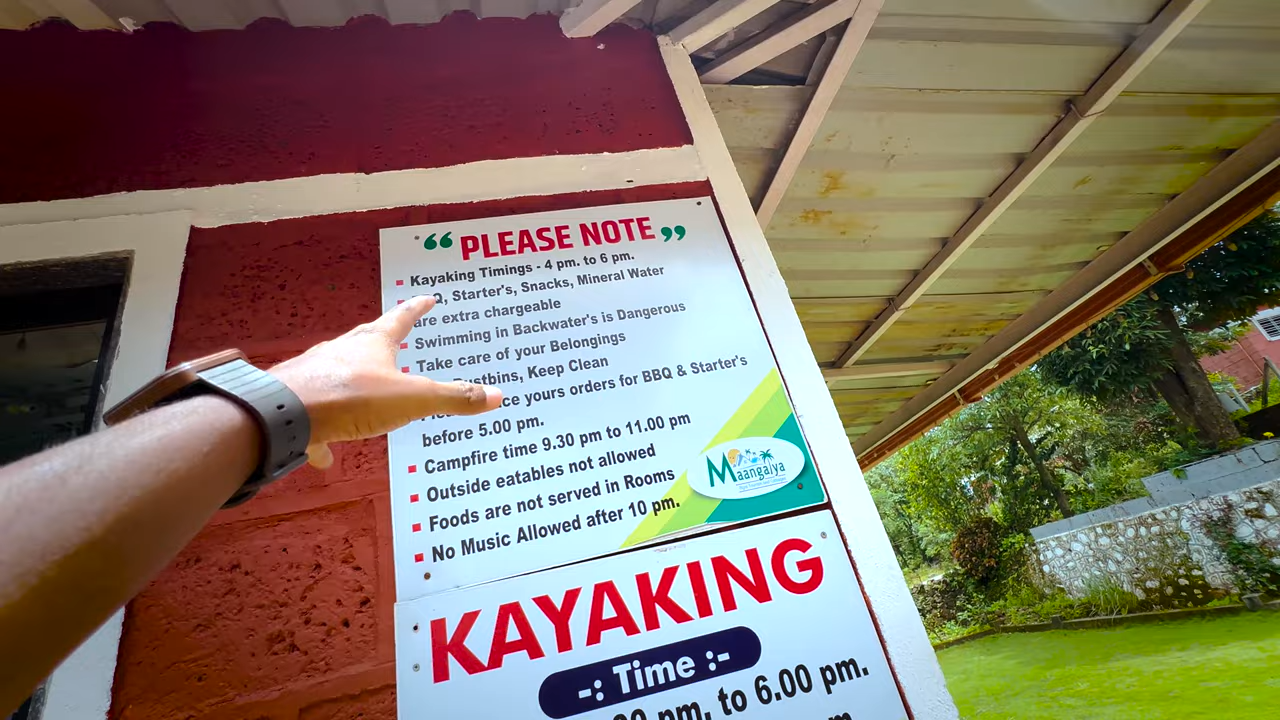 “ PLEASE NOTE ”
Kayaking Timings - 4 pm. to 6 pm.
Starter's, Snacks, Mineral Water
are extra chargeable
Swimming in Backwater's is Dangerous
Take care of your Belongings
Keep Clean
yours orders for BBQ & Starter's
before 5.00 pm.
Campfire time 9.30 pm to 11.00 pm
Outside eatables not allowed
Foods are not served in Rooms
No Music Allowed after 10 pm.
Maangalya
KAYAKING
-: Time :-
pm. to 6.00 pm.